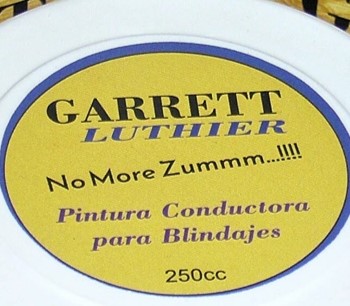 GARRETT
LUTHIER
No More Zummm...!!!!
Pintura Conductora
para Blindajes
250cc